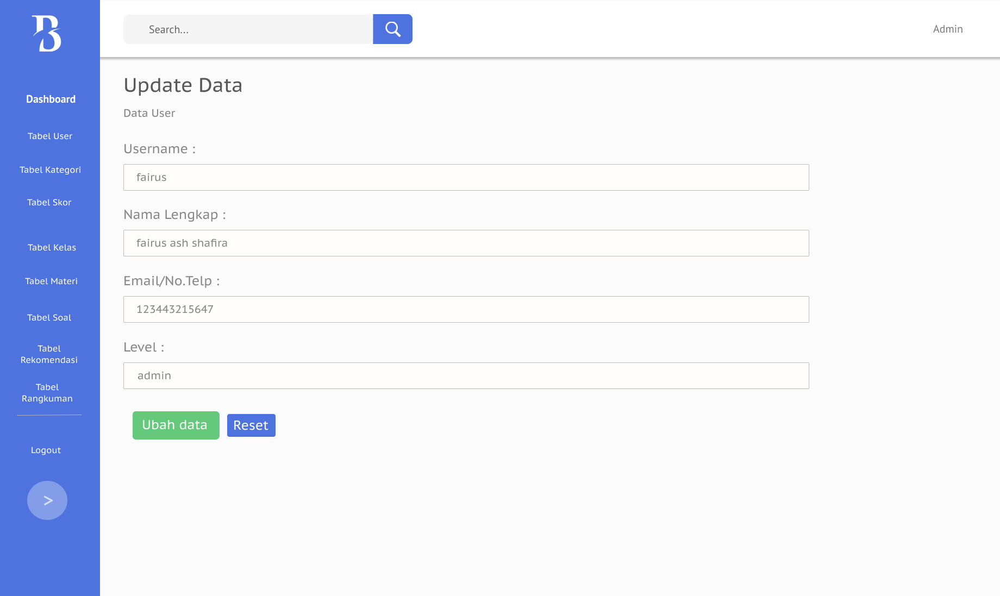 B
Search...
Admin
Dashboard
Tabel User
Tabel Kategori
Tabel Skor
Tabel Kelas
Tabel Materi
Tabel Soal
Tabel
Rekomendasi
Tabel
Rangkuman
Logout
>
Update Data
Data User
Username :
fairus
Nama Lengkap :
fairus ash shafira
Email/No.Telp :
123443215647
Level :
admin
Ubah data
Reset